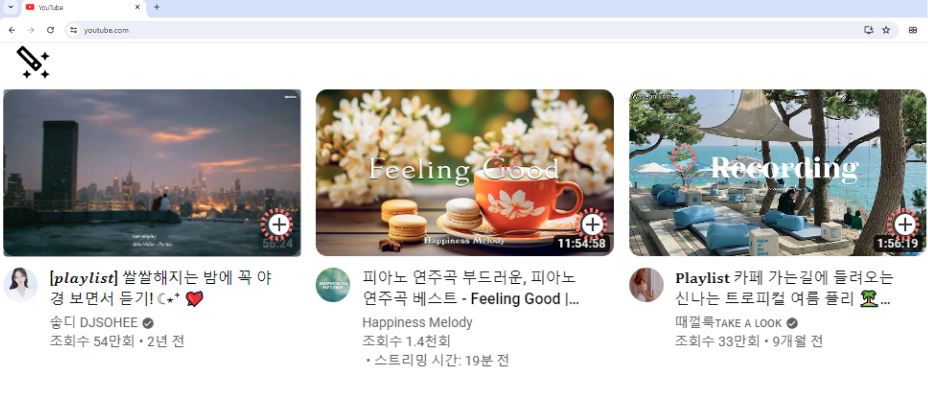 YouTube
youtube.com
Feeling Good
Happiness Melody
11:54:58
Recording
1:56:19
56:24
[playlist] 쌀쌀해지는 밤에 꼭 야
경 보면서 듣기! ☾⋆⁺ 💘
송디 DJSOHEE
조회수 54만회 • 2년 전
피아노 연주곡 부드러운, 피아노
연주곡 베스트 - Feeling Good |...
Happiness Melody
조회수 1.4천회
• 스트리밍 시간: 19분 전
Playlist 카페 가는길에 들려오는
신나는 트로피컬 여름 플리 🏝️...
때껄룩TAKE A LOOK
조회수 33만회 • 9개월 전